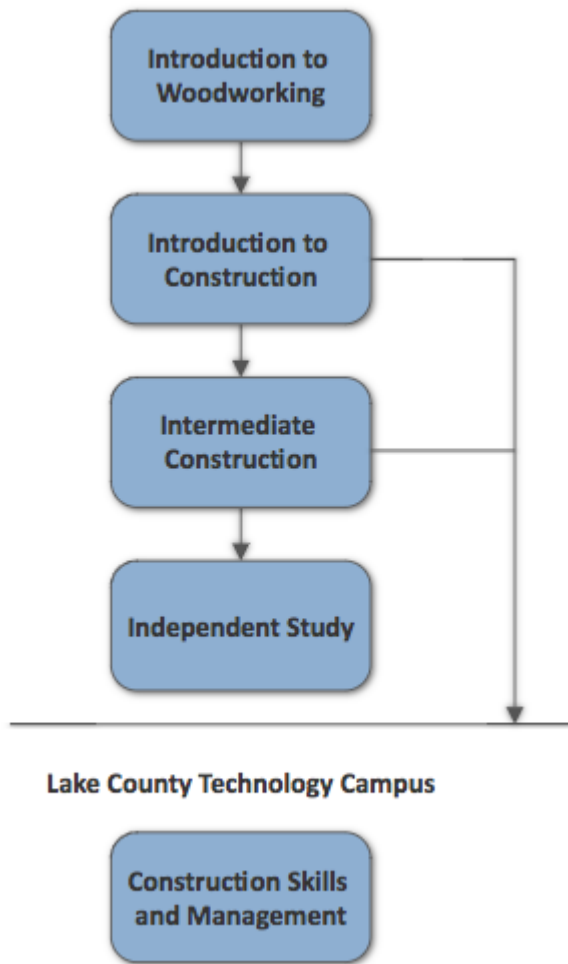 Introduction to
Woodworking
Introduction to
Construction
Intermediate
Construction
Independent Study
Lake County Technology Campus
Construction Skills
and Management